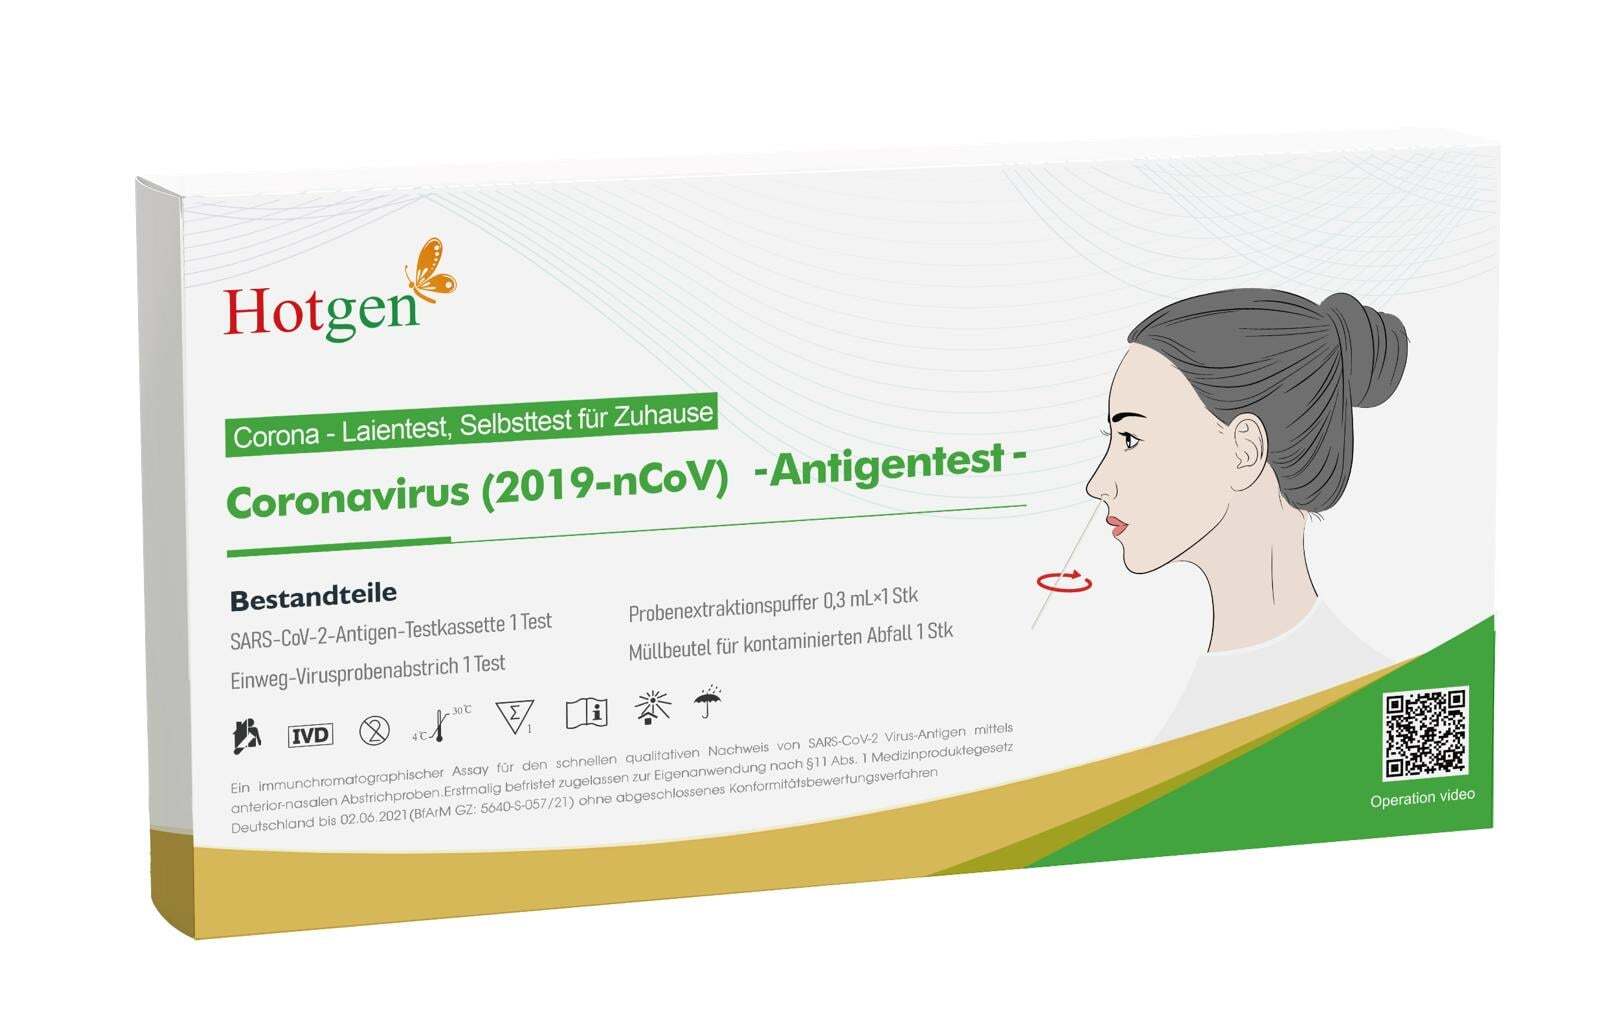 Hotgen
Corona - Laientest, Selbsttest für Zuhause
Coronavirus (2019-nCoV) -Antigentest-
Bestandteile
SARS-CoV-2-Antigen-Testkassette 1 Test
Einweg-Virusprobenabstrich 1 Test
Probenextraktionspuffer 0,3 mL×1 Stk
Müllbeutel für kontaminierten Abfall 1 Stk
IVD
2
4°C
30°C
Σ
1
i
Ein immunchromatographischer Assay für den schnellen qualitativen Nachweis von SARS-CoV-2 Virus-Antigen mittels
anterior-nasalen Abstrichproben.Erstmalig befristet zugelassen zur Eigenanwendung nach §11 Abs. 1 Medizinproduktegesetz
Deutschland bis 02.06.2021(BfArM GZ: 5640-S-057/21) ohne abgeschlossenes Konformitätsbewertungsverfahren
Operation video